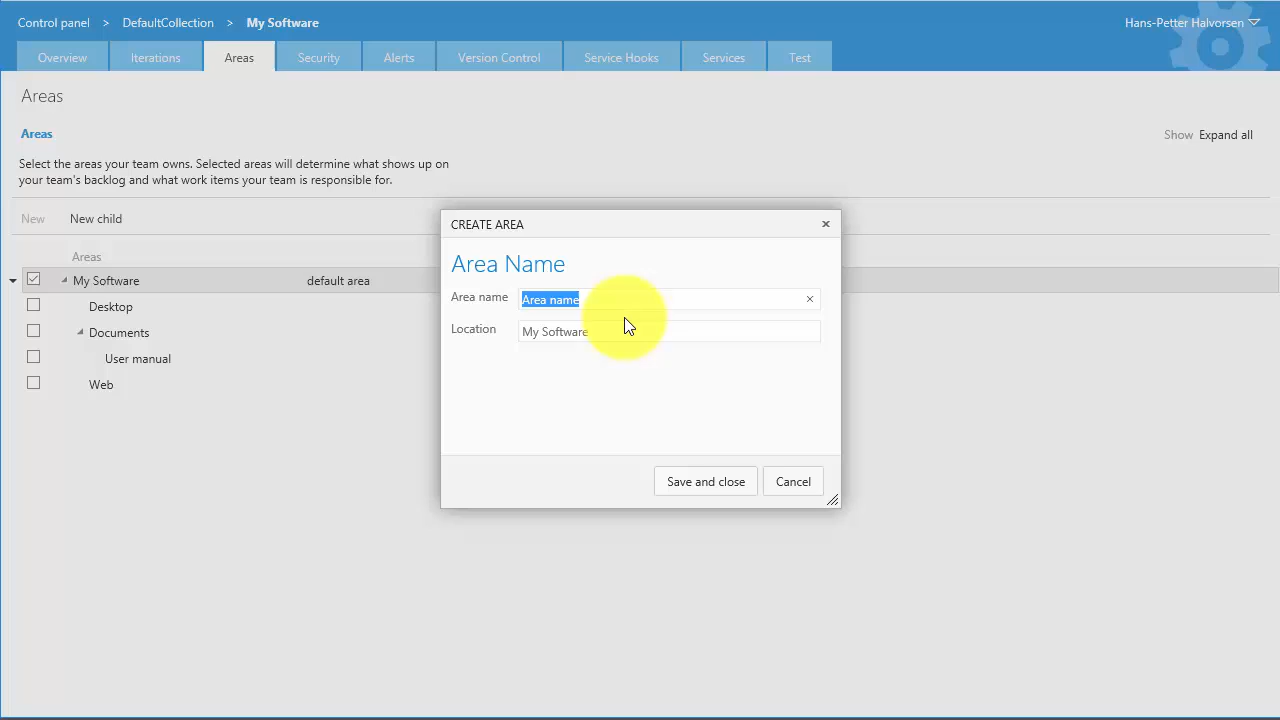 Control panel > DefaultCollection > My Software
Hans-Petter Halvorsen
Overview Iterations Areas Security Alerts Version Control Service Hooks Services Test
Areas
Areas
Show Expand all
Select the areas your team owns. Selected areas will determine what shows up on
your team's backlog and what work items your team is responsible for.
New New child
Areas
My Software default area
Desktop
Documents
User manual
Web
CREATE AREA
Area Name
Area name Area name
Location My Software
Save and close Cancel